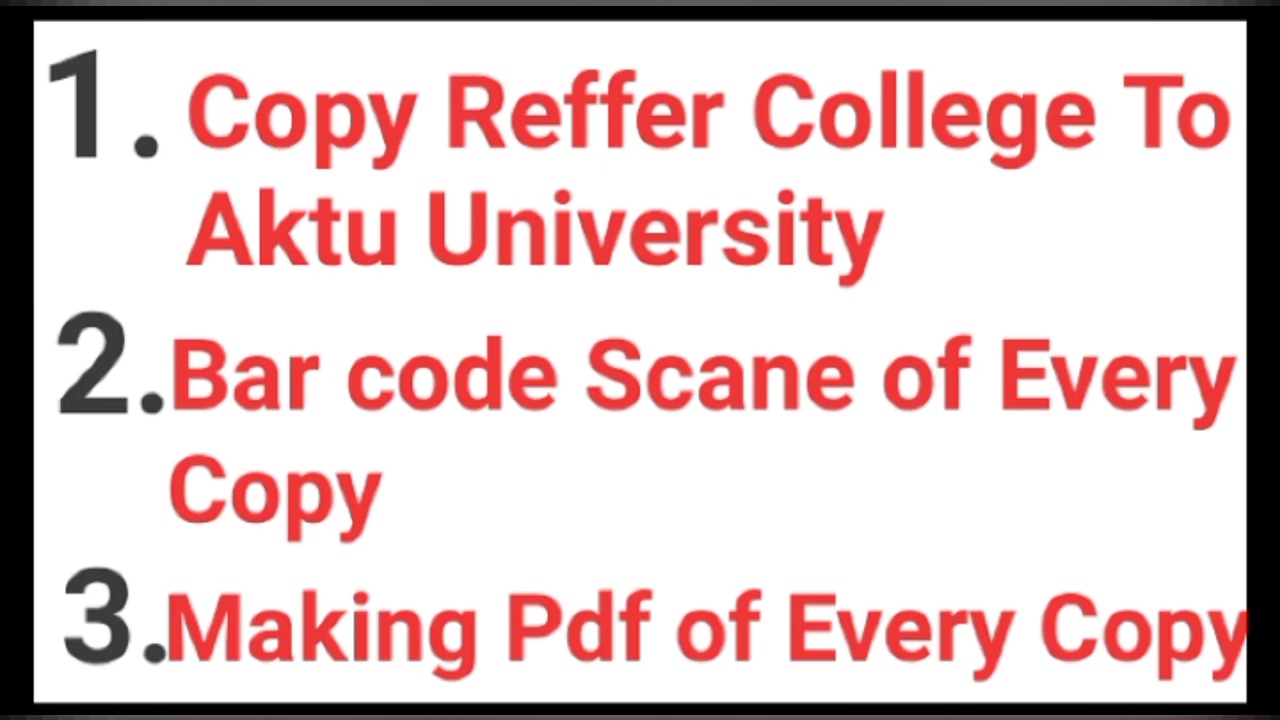 1. Copy Reffer College To
Aktu University
2. Bar code Scane of Every
Copy
3. Making Pdf of Every Copy